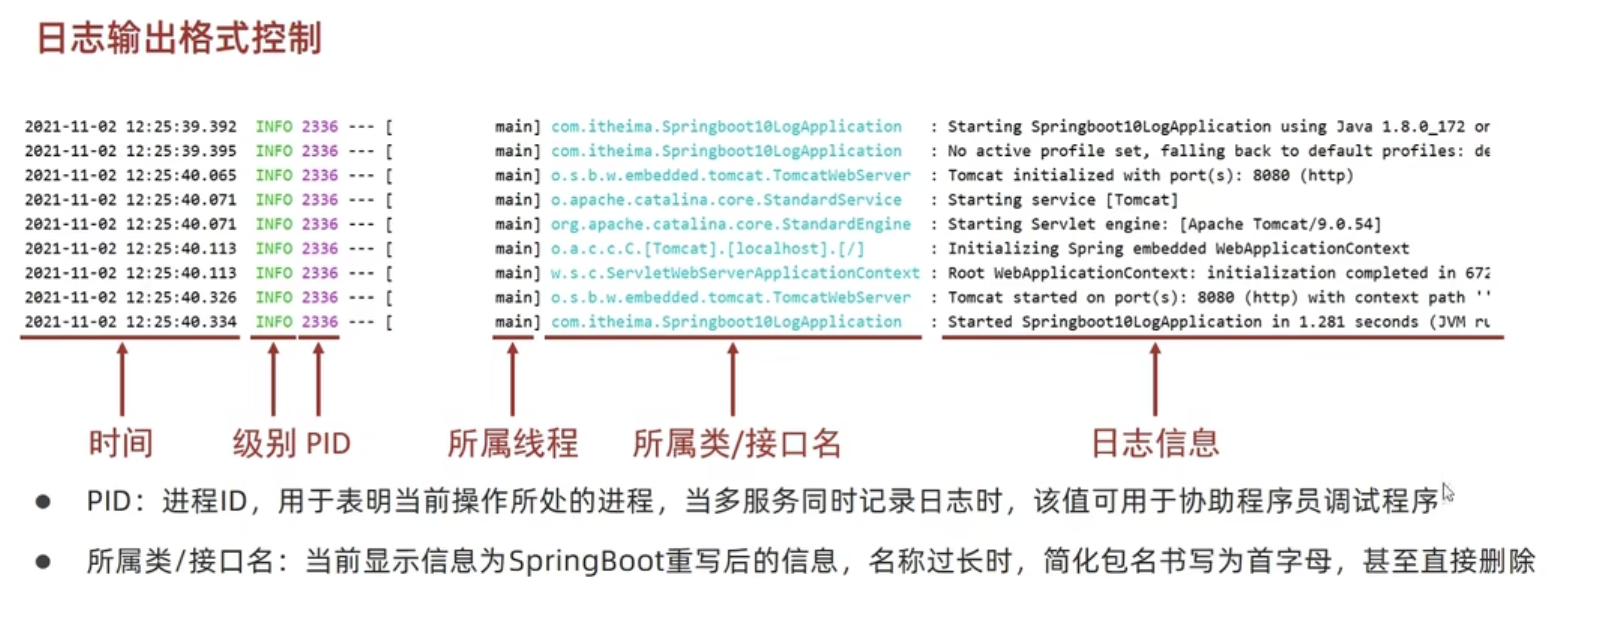 日志输出格式控制
2021-11-02 12:25:39.392  INFO 2336 --- [           main] com.itheima.Springboot10LogApplication   : Starting Springboot10LogApplication using Java 1.8.0_172 on
2021-11-02 12:25:39.395  INFO 2336 --- [           main] com.itheima.Springboot10LogApplication   : No active profile set, falling back to default profiles: de
2021-11-02 12:25:40.065  INFO 2336 --- [           main] o.s.b.w.embedded.tomcat.TomcatWebServer  : Tomcat initialized with port(s): 8080 (http)
2021-11-02 12:25:40.071  INFO 2336 --- [           main] o.apache.catalina.core.StandardService   : Starting service [Tomcat]
2021-11-02 12:25:40.071  INFO 2336 --- [           main] org.apache.catalina.core.StandardEngine  : Starting Servlet engine: [Apache Tomcat/9.0.54]
2021-11-02 12:25:40.113  INFO 2336 --- [           main] o.a.c.c.C.[Tomcat].[localhost].[/]       : Initializing Spring embedded WebApplicationContext
2021-11-02 12:25:40.113  INFO 2336 --- [           main] w.s.c.ServletWebServerApplicationContext : Root WebApplicationContext: initialization completed in 672
2021-11-02 12:25:40.326  INFO 2336 --- [           main] o.s.b.w.embedded.tomcat.TomcatWebServer  : Tomcat started on port(s): 8080 (http) with context path ''
2021-11-02 12:25:40.334  INFO 2336 --- [           main] com.itheima.Springboot10LogApplication   : Started Springboot10LogApplication in 1.281 seconds (JVM ru
时间 级别 PID 所属线程 所属类/接口名 日志信息
● PID：进程ID，用于表明当前操作所处的进程，当多服务同时记录日志时，该值可用于协助程序员调试程序
● 所属类/接口名：当前显示信息为SpringBoot重写后的信息，名称过长时，简化包名书写为首字母，甚至直接删除